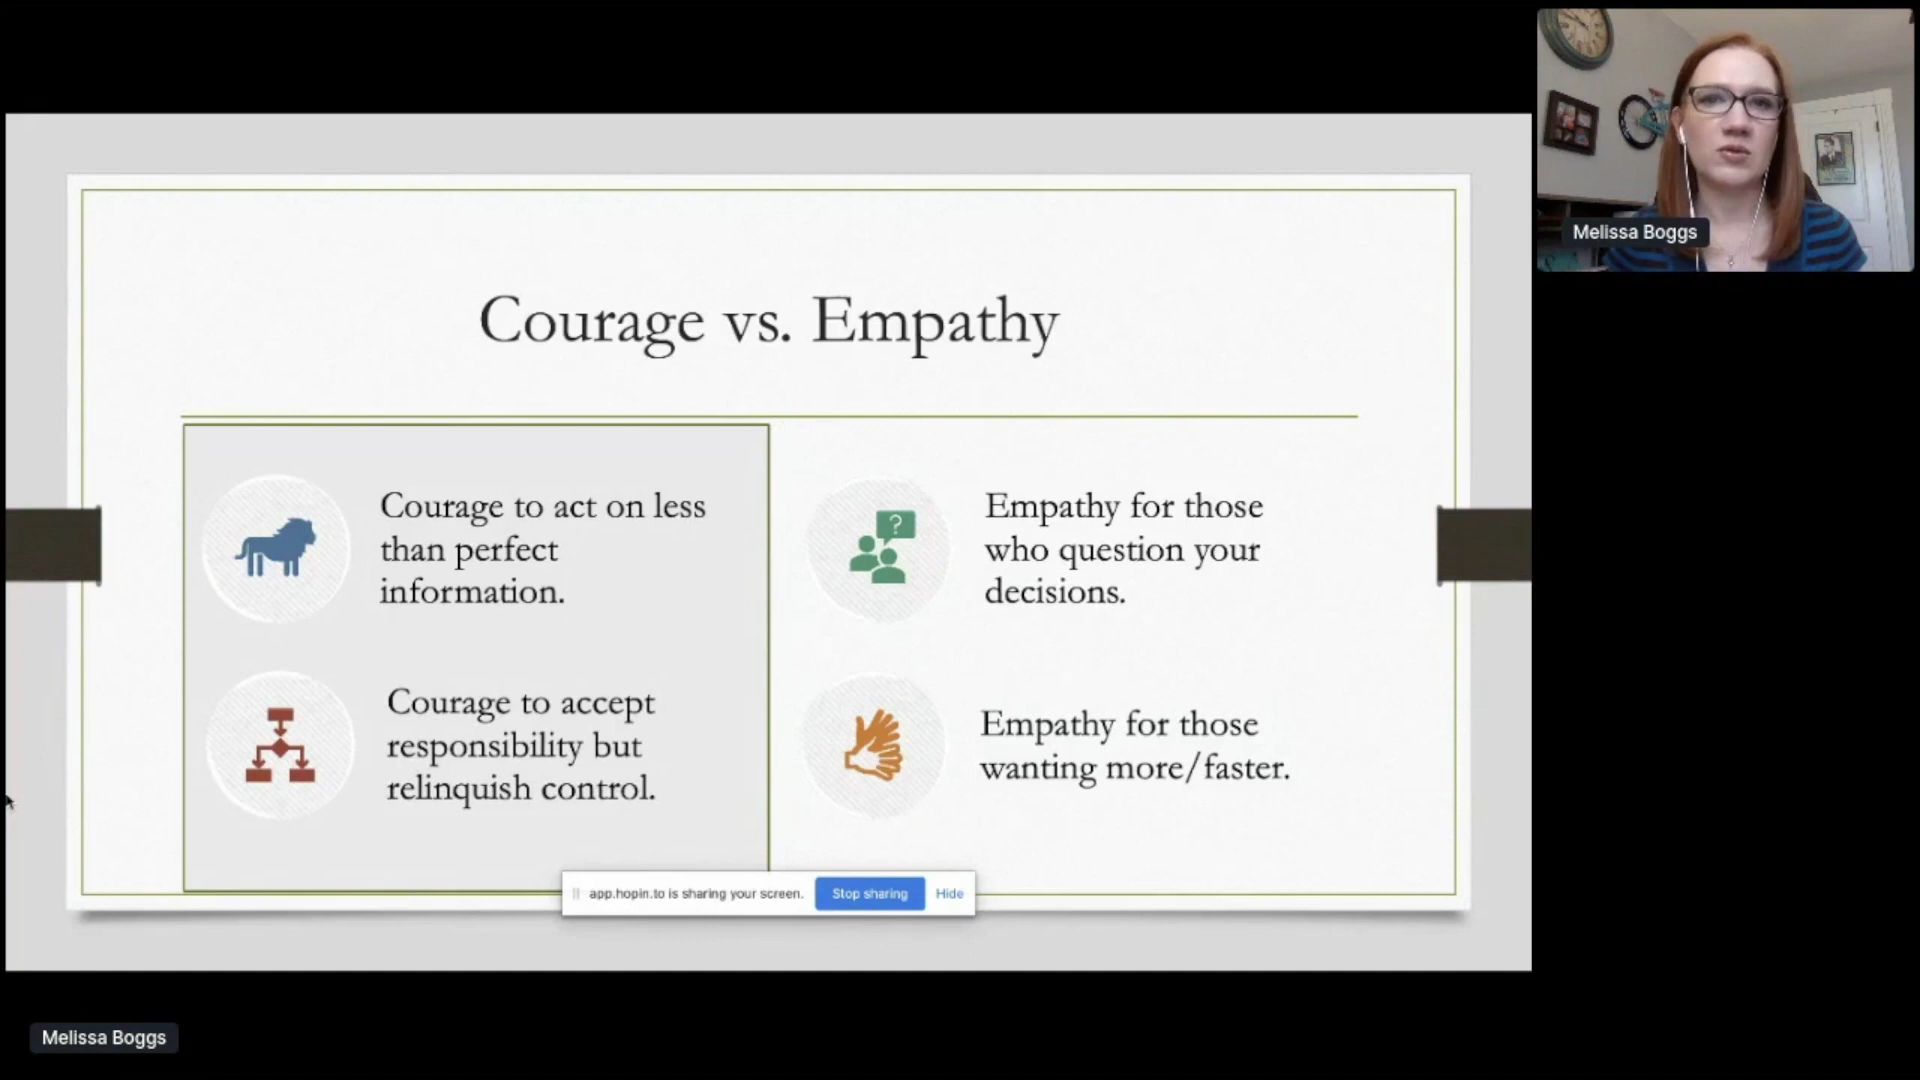 Courage vs. Empathy
Courage to act on less
than perfect
information.
Courage to accept
responsibility but
relinquish control.
?
Empathy for those
who question your
decisions.
Empathy for those
wanting more/faster.
app.hopin.to is sharing your screen.
Stop sharing
Hide
Melissa Boggs
Melissa Boggs